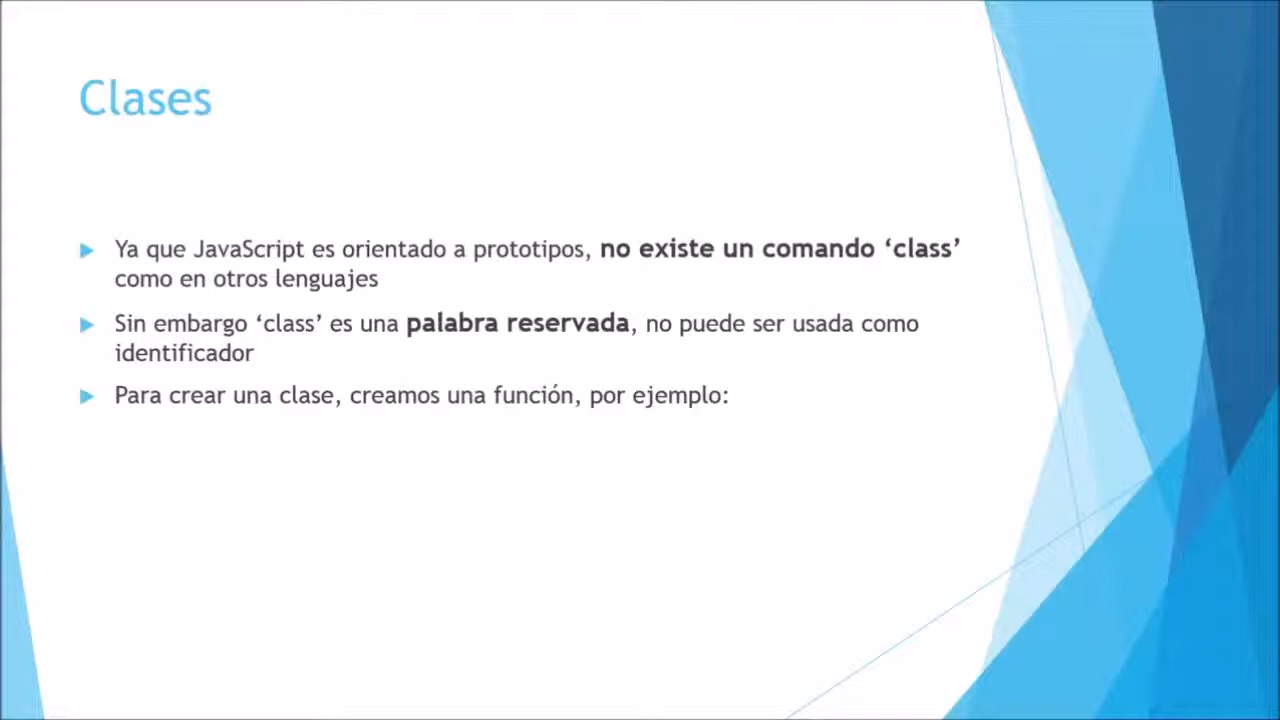 Clases
Ya que JavaScript es orientado a prototipos, no existe un comando ‘class’
como en otros lenguajes
Sin embargo ‘class’ es una palabra reservada, no puede ser usada como
identificador
Para crear una clase, creamos una función, por ejemplo: